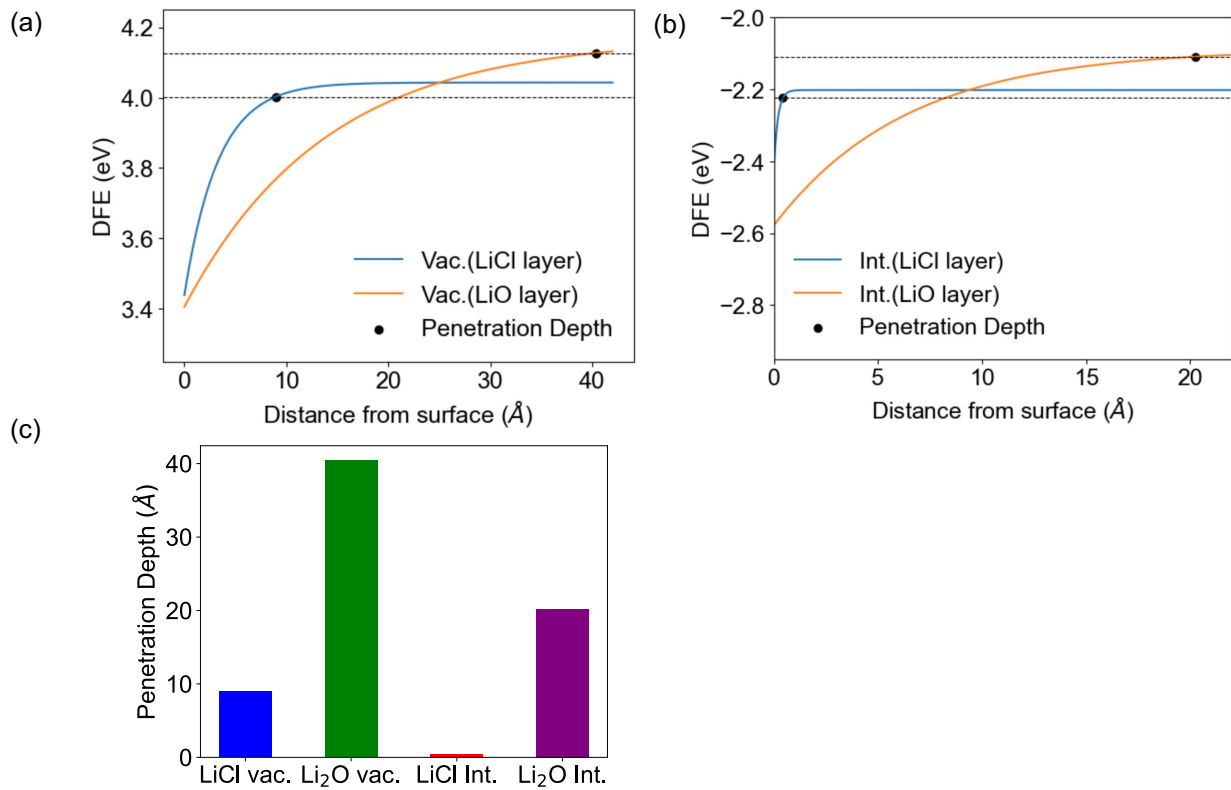 (a)
DFE (eV)
4.2
4.0
3.8
3.6
3.4
Vac.(LiCl layer)
Vac.(LiO layer)
Penetration Depth
0
10
20
30
40
Distance from surface (Å)
(b)
DFE (eV)
−2.0
−2.2
−2.4
−2.6
−2.8
Int.(LiCl layer)
Int.(LiO layer)
Penetration Depth
0
5
10
15
20
Distance from surface (Å)
(c)
Penetration Depth (Å)
40
30
20
10
0
LiCl vac.
Li₂O vac.
LiCl Int.
Li₂O Int.